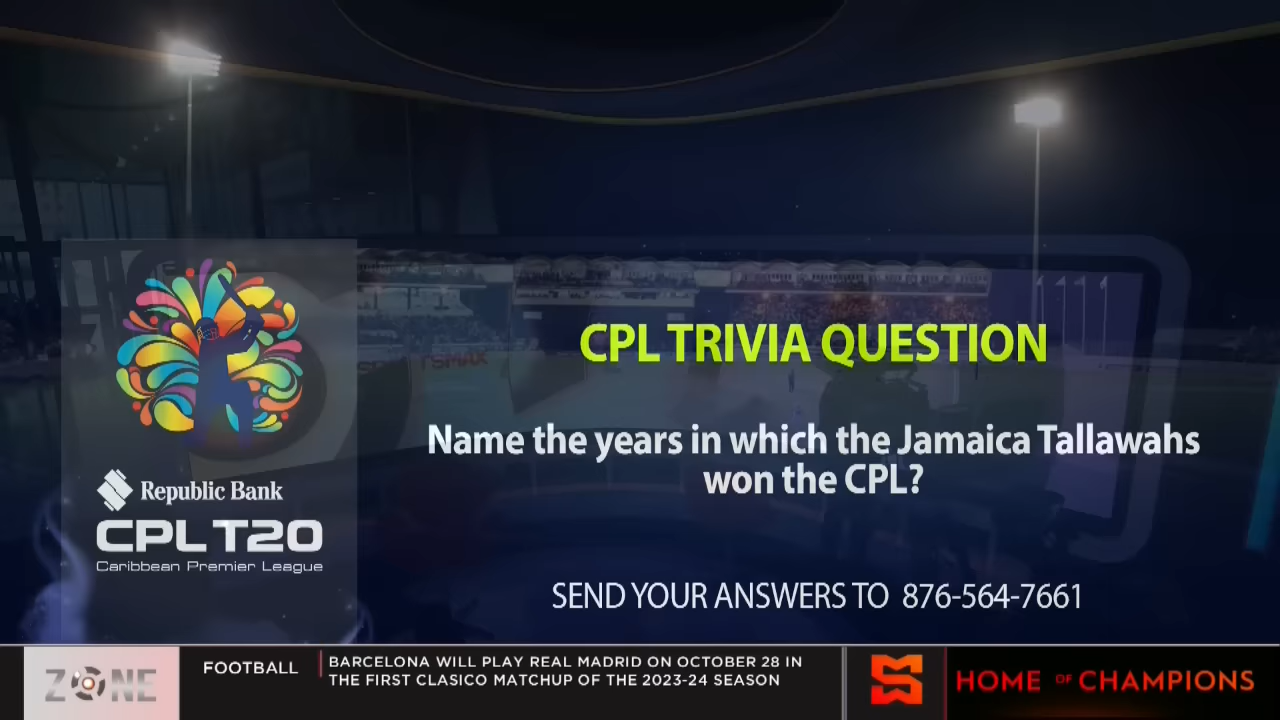 CPL TRIVIA QUESTION
Name the years in which the Jamaica Tallawahs
won the CPL?
SEND YOUR ANSWERS TO 876-564-7661
Republic Bank
CPL T20
Caribbean Premier League
ZONE
FOOTBALL
BARCELONA WILL PLAY REAL MADRID ON OCTOBER 28 IN
THE FIRST CLASICO MATCHUP OF THE 2023-24 SEASON
HOME OF CHAMPIONS